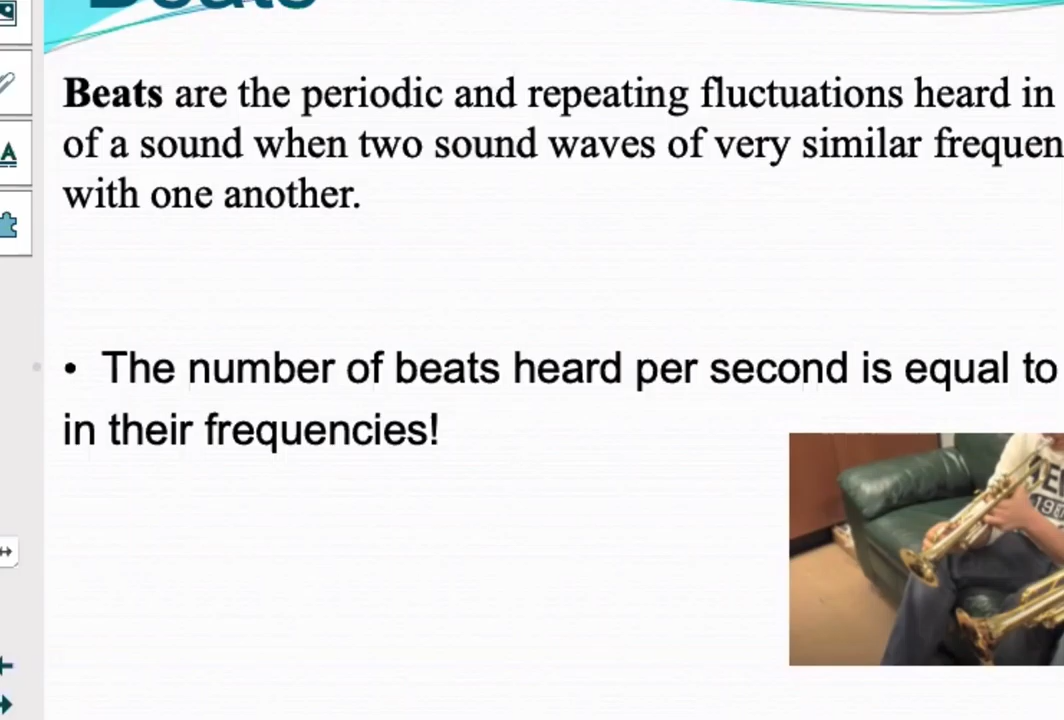 Beats
Beats are the periodic and repeating fluctuations heard in
of a sound when two sound waves of very similar frequen
with one another.
• The number of beats heard per second is equal to
in their frequencies!
A
E